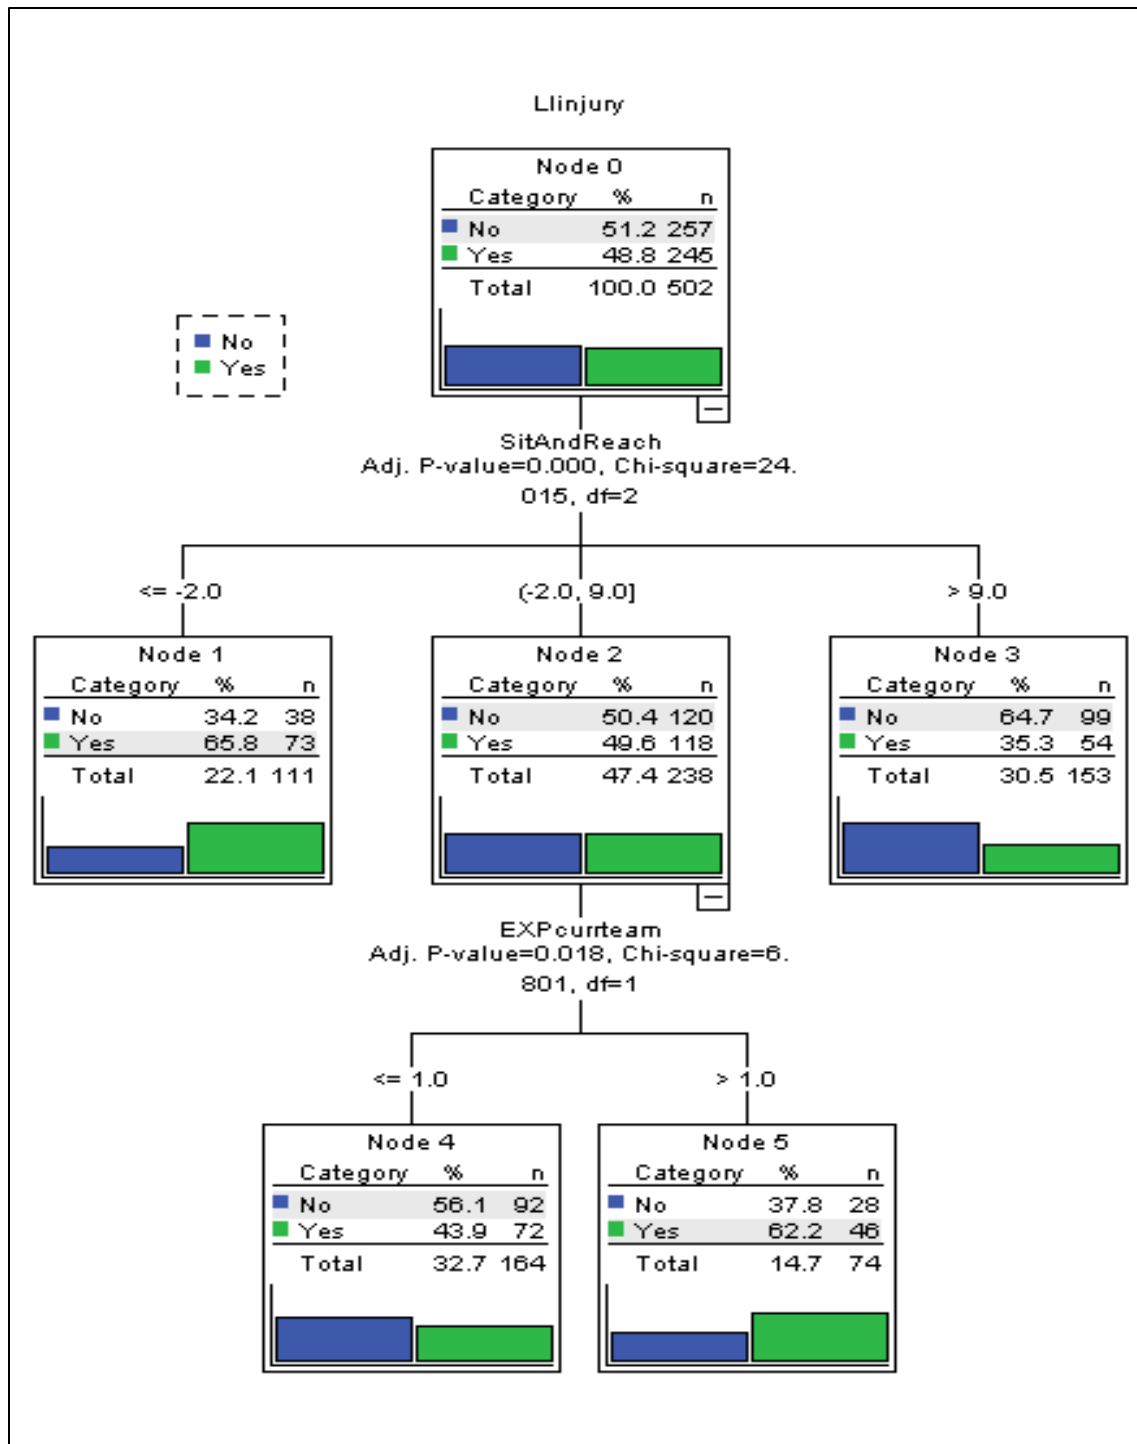 Llinjury
Node 0
Category % n
No 51.2 257
Yes 48.8 245
Total 100.0 502
No
Yes
SitAndReach
Adj. P-value=0.000, Chi-square=24.
015, df=2
<= -2.0
(-2.0, 9.0]
> 9.0
Node 1
Category % n
No 34.2 38
Yes 65.8 73
Total 22.1 111
Node 2
Category % n
No 50.4 120
Yes 49.6 118
Total 47.4 238
Node 3
Category % n
No 64.7 99
Yes 35.3 54
Total 30.5 153
EXPcurrteam
Adj. P-value=0.018, Chi-square=6.
801, df=1
<= 1.0
> 1.0
Node 4
Category % n
No 56.1 92
Yes 43.9 72
Total 32.7 164
Node 5
Category % n
No 37.8 28
Yes 62.2 46
Total 14.7 74